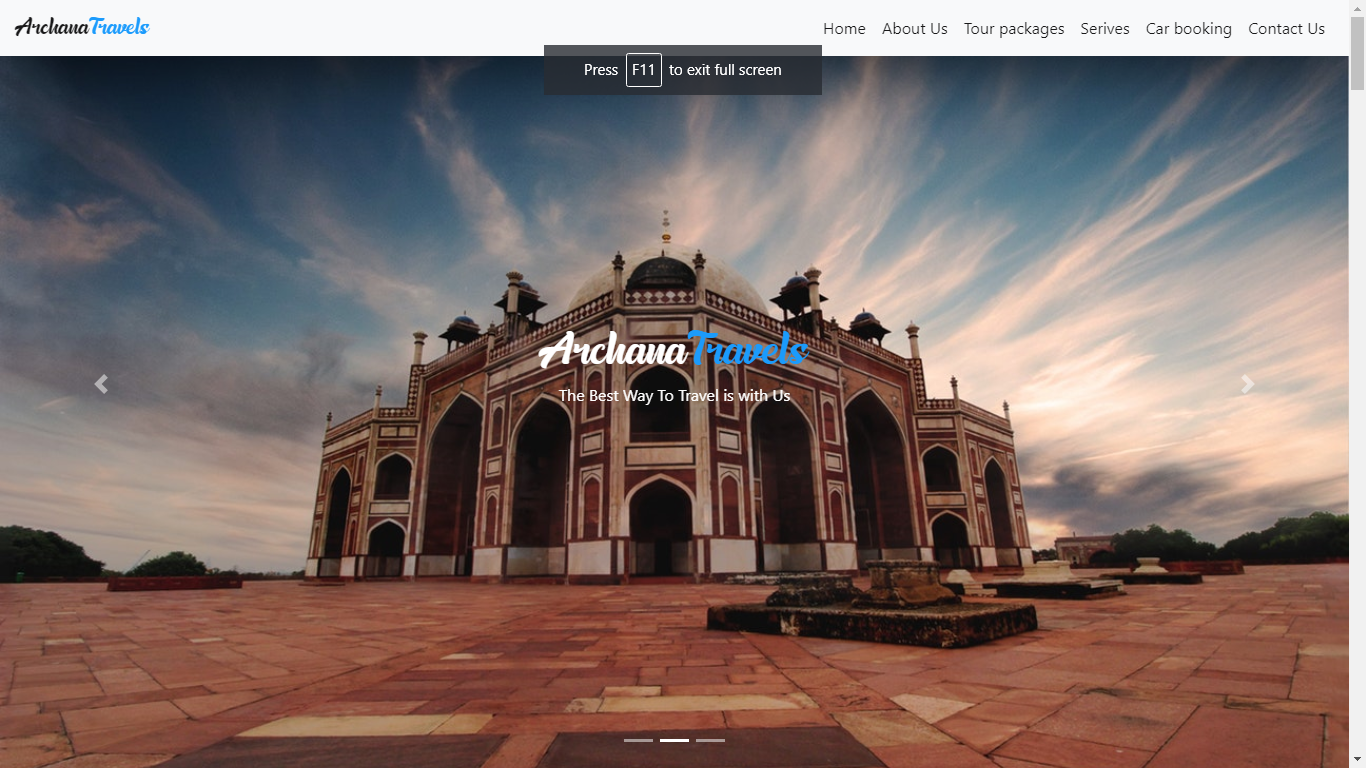 ArchanaTravels
Home About Us Tour packages Serives Car booking Contact Us
Press F11 to exit full screen
ArchanaTravels
The Best Way To Travel is with Us